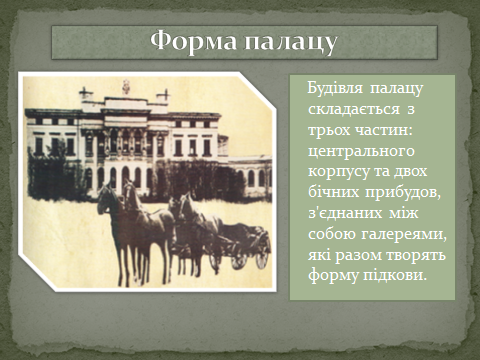 Форма палацу
Будівля палацу
складається з
трьох частин:
центрального
корпусу та двох
бічних прибудов,
з'єднаних між
собою галереями,
які разом творять
форму підкови.